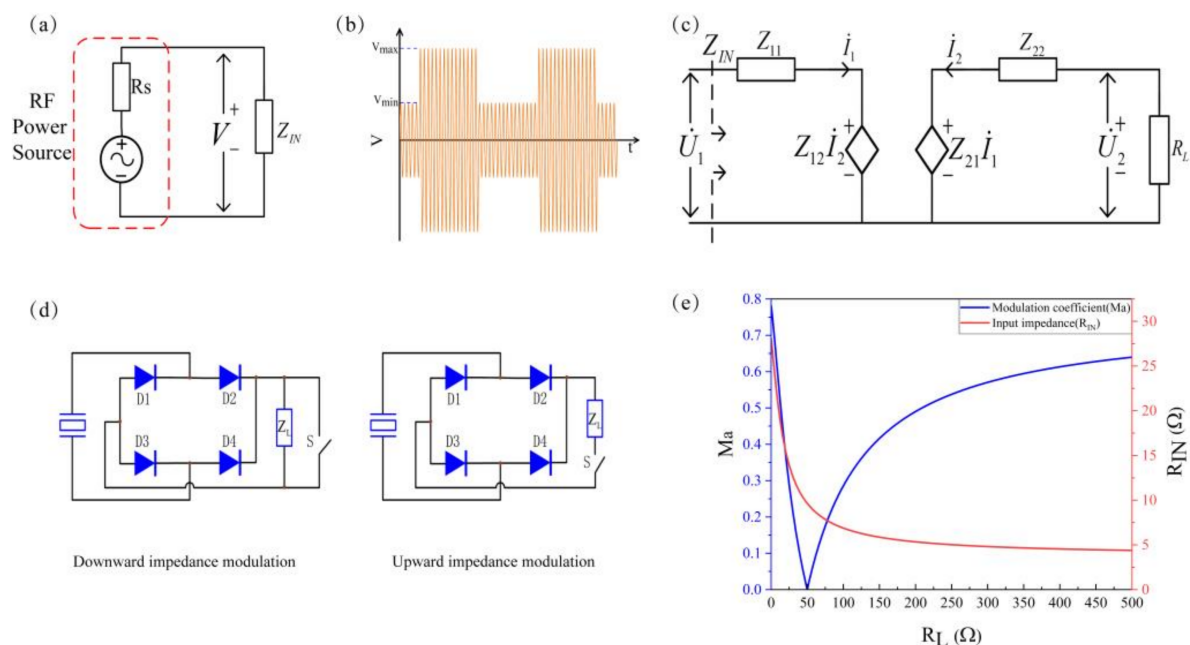 (a)
RF
Power
Source
Rs
+
V
−
Z_IN
+
−
(b)
Vmax
Vmin
V
t
(c)
Z_IN
Z_11
İ_1
İ_2
Z_22
U̇_1
Z_12 İ_2
+
−
+
−
Z_21 İ_1
U̇_2
+
−
R_L
(d)
D1
D2
D3
D4
Z_L
S
Downward impedance modulation
D1
D2
D3
D4
Z_L
S
Upward impedance modulation
(e)
Modulation coefficient(Ma)
Input impedance(R_IN)
0.8
0.7
0.6
0.5
0.4
0.3
0.2
0.1
0.0
Ma
30
25
20
15
10
5
0
R_IN (Ω)
0 50 100 150 200 250 300 350 400 450 500
R_L (Ω)